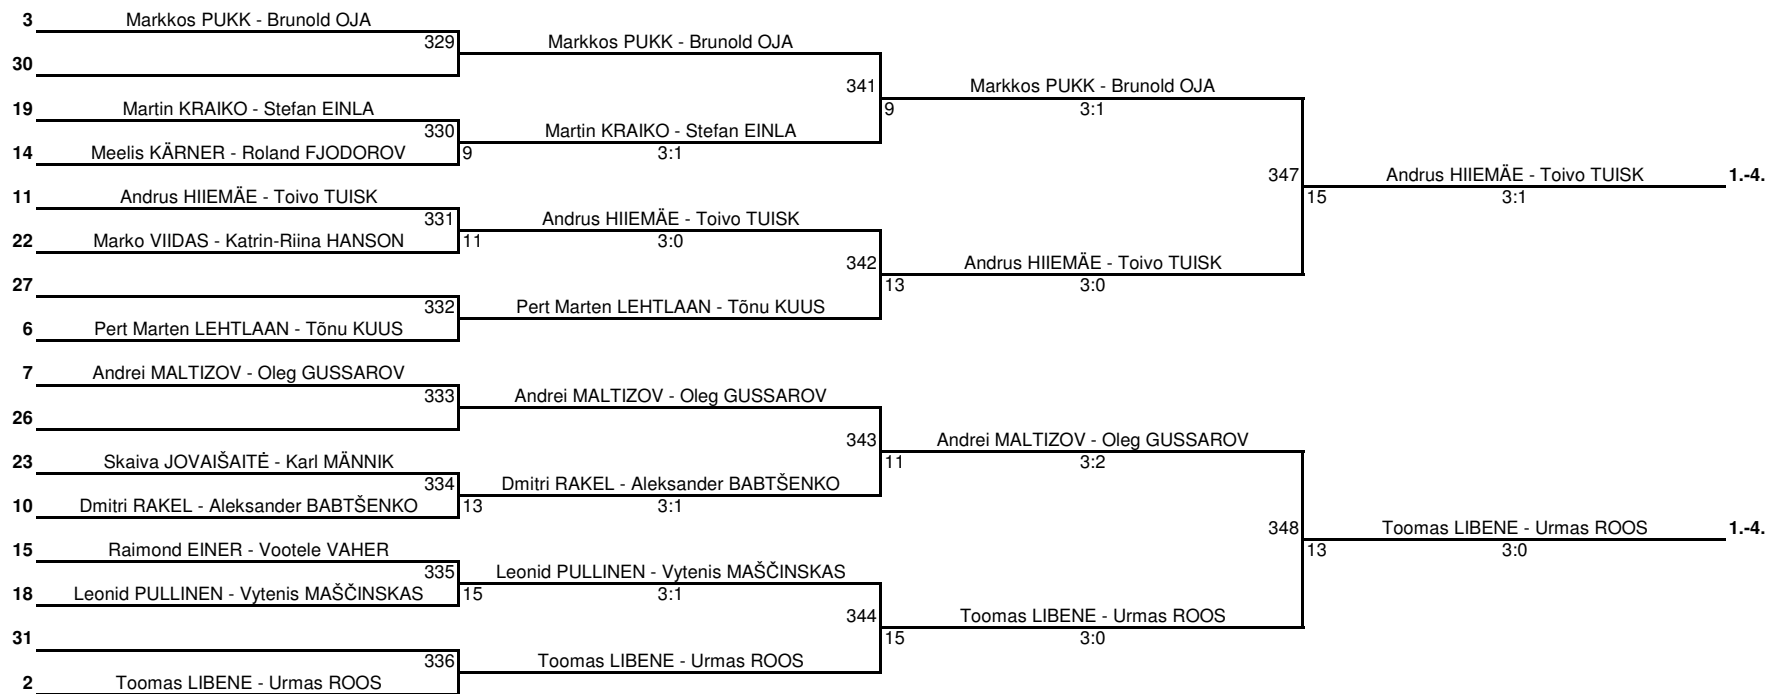 3 Markkos PUKK - Brunold OJA
329 Markkos PUKK - Brunold OJA
30
341 Markkos PUKK - Brunold OJA
19 Martin KRAIKO - Stefan EINLA 9 3:1
330 Martin KRAIKO - Stefan EINLA
14 Meelis KÄRNER - Roland FJODOROV 9 3:1
347 Andrus HIIEMÄE - Toivo TUISK 1.-4.
11 Andrus HIIEMÄE - Toivo TUISK 15 3:1
331 Andrus HIIEMÄE - Toivo TUISK
22 Marko VIIDAS - Katrin-Riina HANSON 11 3:0
342 Andrus HIIEMÄE - Toivo TUISK
27 13 3:0
332 Pert Marten LEHTLAAN - Tõnu KUUS
6 Pert Marten LEHTLAAN - Tõnu KUUS
7 Andrei MALTIZOV - Oleg GUSSAROV
333 Andrei MALTIZOV - Oleg GUSSAROV
26
343 Andrei MALTIZOV - Oleg GUSSAROV
23 Skaiva JOVAIŠAITĖ - Karl MÄNNIK 11 3:2
334 Dmitri RAKEL - Aleksander BABTŠENKO
10 Dmitri RAKEL - Aleksander BABTŠENKO 13 3:1
348 Toomas LIBENE - Urmas ROOS 1.-4.
15 Raimond EINER - Vootele VAHER 13 3:0
335 Leonid PULLINEN - Vytenis MAŠČINSKAS
18 Leonid PULLINEN - Vytenis MAŠČINSKAS 15 3:1
344 Toomas LIBENE - Urmas ROOS
31 15 3:0
336 Toomas LIBENE - Urmas ROOS
2 Toomas LIBENE - Urmas ROOS